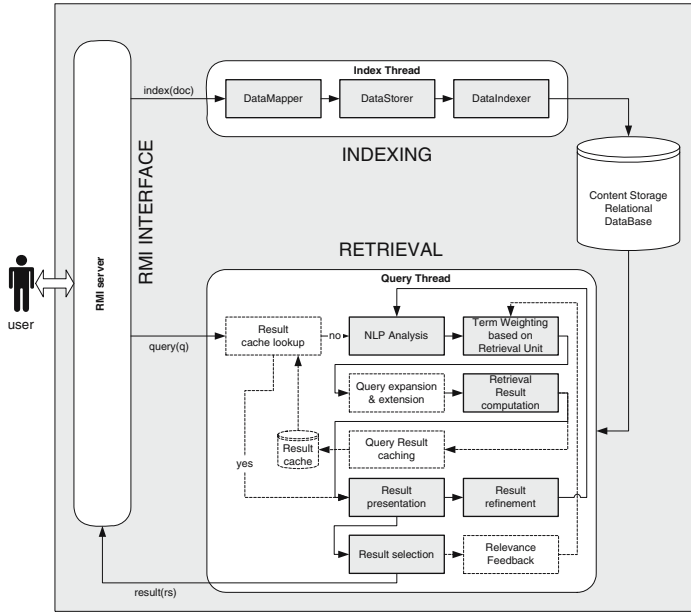 Index Thread
index(doc)
DataMapper
DataStorer
DataIndexer
INDEXING
Content Storage
Relational
DataBase
RMI INTERFACE
RMI server
user
RETRIEVAL
Query Thread
query(q)
Result
cache lookup
no
NLP Analysis
Term Weighting
based on
Retrieval Unit
Query expansion
& extension
Retrieval
Result
computation
Result
cache
Query Result
caching
yes
Result
presentation
Result
refinement
Result selection
Relevance
Feedback
result(rs)